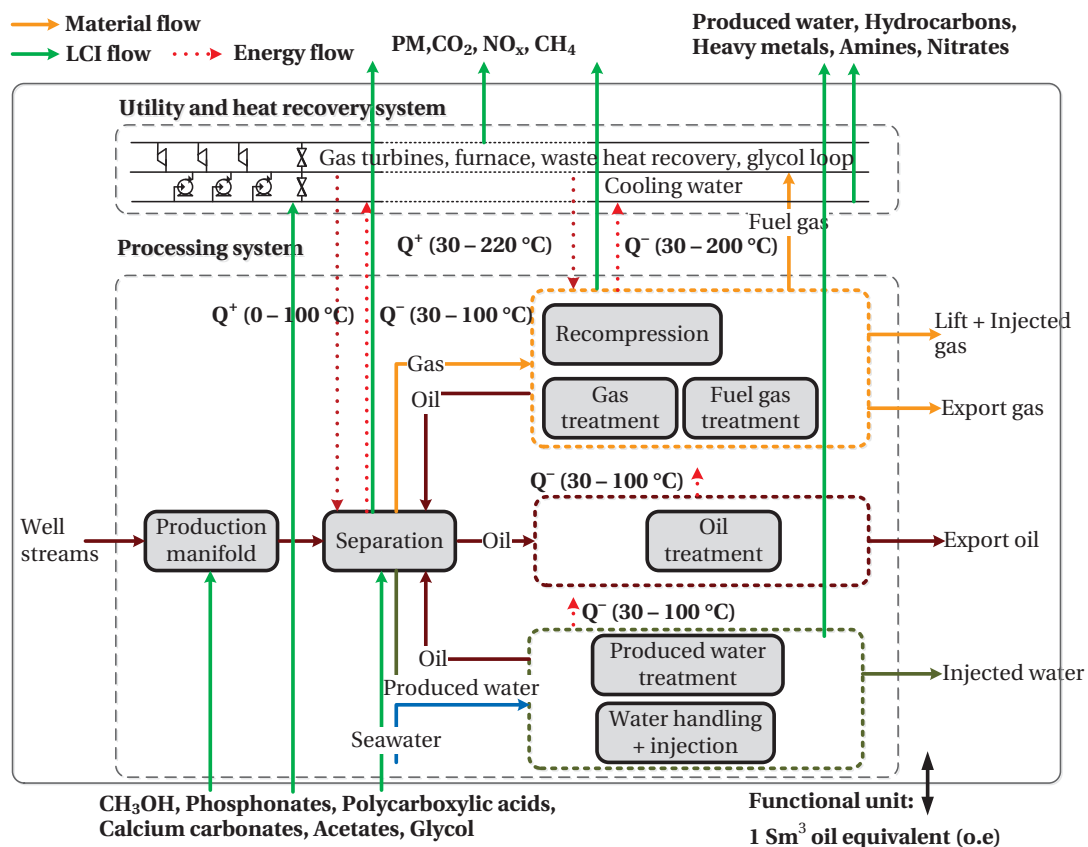 Material flow
LCI flow
Energy flow
PM,CO₂, NOₓ, CH₄
Produced water, Hydrocarbons,
Heavy metals, Amines, Nitrates
Utility and heat recovery system
Gas turbines, furnace, waste heat recovery, glycol loop
Cooling water
Fuel gas
Processing system
Q⁺ (30 – 220 °C)
Q⁻ (30 – 200 °C)
Q⁺ (0 – 100 °C)
Q⁻ (30 – 100 °C)
Recompression
Lift + Injected
gas
Gas
Oil
Gas
treatment
Fuel gas
treatment
Export gas
Q⁻ (30 – 100 °C)
Well
streams
Production
manifold
Separation
Oil
Oil
treatment
Export oil
Q⁻ (30 – 100 °C)
Oil
Produced water
treatment
Produced water
Injected water
Seawater
Water handling
+ injection
CH₃OH, Phosphonates, Polycarboxylic acids,
Calcium carbonates, Acetates, Glycol
Functional unit:
1 Sm³ oil equivalent (o.e)